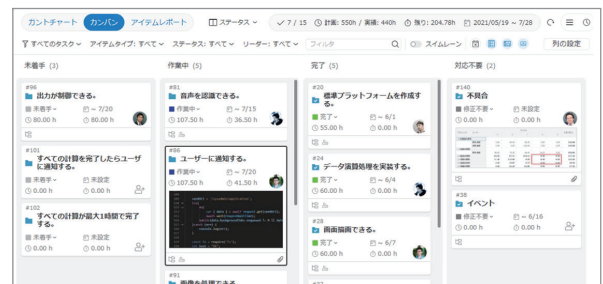 ガントチャート カンバン アイテムレポート ステータス 7 / 15 計画: 550h / 実績: 440h 残り: 204.78h 2021/05/19 ~ 7/28
すべてのタスク アイテムタイプ: すべて ステータス: すべて リーダー: すべて フィルタ スイムレーン 列の設定
未着手 (3)
#96
出力が制御できる。
未着手 ~ 7/20
80.00 h 80.00 h
#101
すべての計算を完了したらユーザ
に通知する。
未着手 未設定
0.00 h 0.00 h
#102
すべての計算が最大1時間で完了
する。
未着手 未設定
0.00 h 0.00 h
作業中 (5)
#81
音声を認識できる。
作業中 ~ 7/15
107.50 h 36.50 h
#86
ユーザーに通知する。
作業中 ~ 7/20
107.50 h 41.50 h
#91
画像を処理できる。
完了 (5)
#20
標準プラットフォームを作成す
る。
完了 ~ 6/1
55.00 h 0.00 h
#24
データ演算処理を実装する。
完了 ~ 6/4
60.00 h 0.00 h
#28
画面描画できる。
完了 ~ 6/7
60.00 h 0.00 h
対応不要 (2)
#140
不具合
修正不要 未設定
0.00 h 0.00 h
#38
イベント
修正不要 ~ 6/16
0.00 h 0.00 h